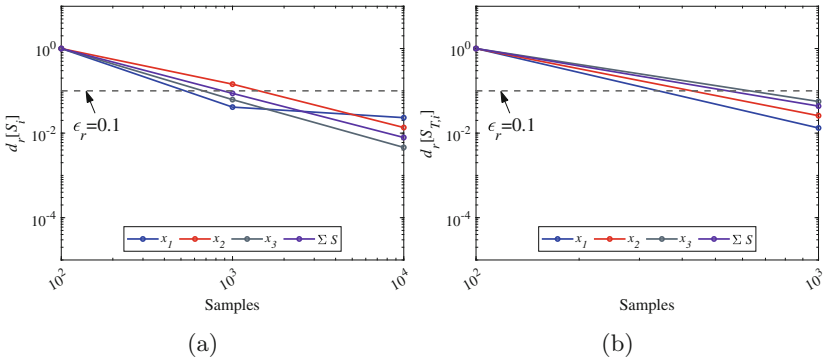 10^0
10^-2
10^-4
d_r[S_i]
ϵ_r=0.1
x_1 x_2 x_3 Σ S
10^2 10^3 10^4
Samples
(a)
10^0
10^-2
10^-4
d_r[S_{T,i}]
ϵ_r=0.1
x_1 x_2 x_3 Σ S
10^2 10^3
Samples
(b)